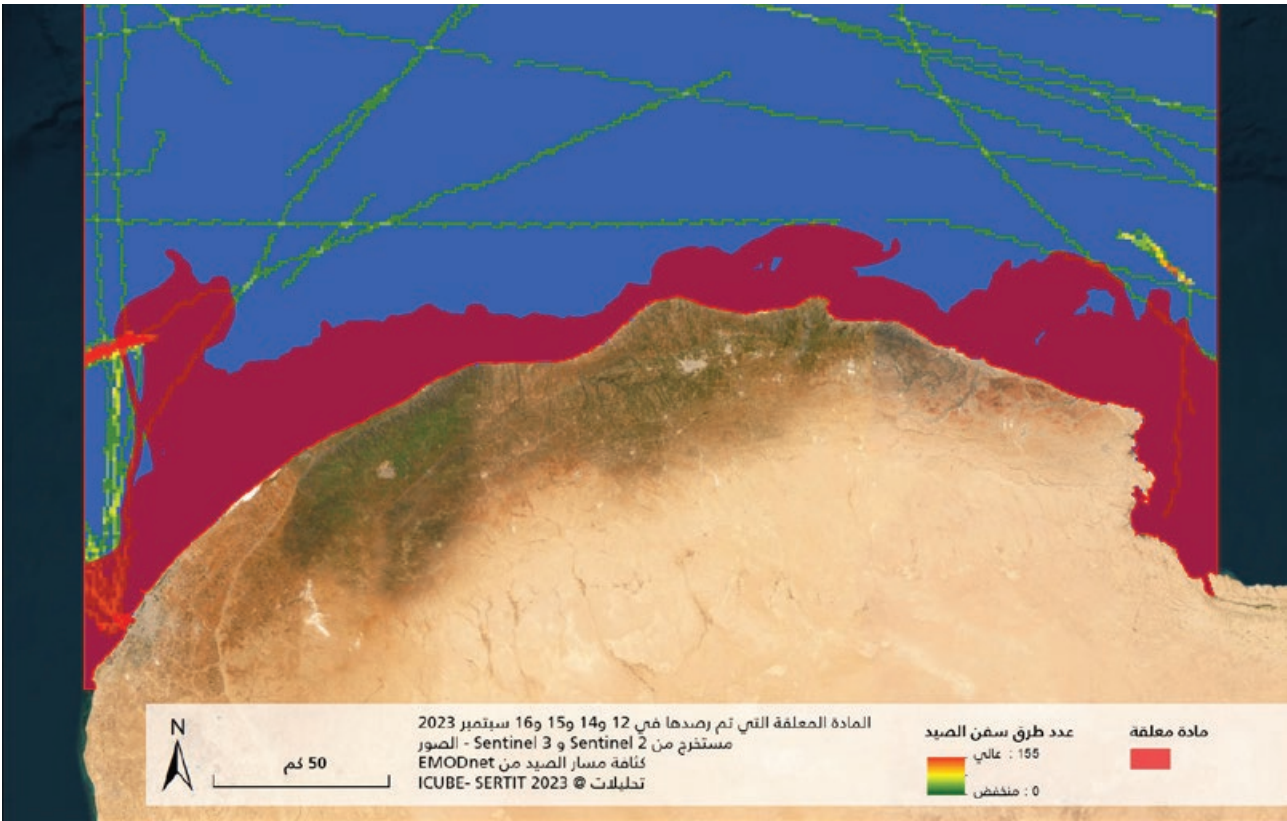 المادة المعلقة التي تم رصدها في 12 و14 و15 و16 سبتمبر 2023
مستخرج من Sentinel 2 و Sentinel 3 - الصور
كثافة مسار الصيد من EMODnet
تحليلات @ ICUBE- SERTIT 2023
N
50 كم
عدد طرق سفن الصيد
155 : عالي
0 : منخفض
مادة معلقة